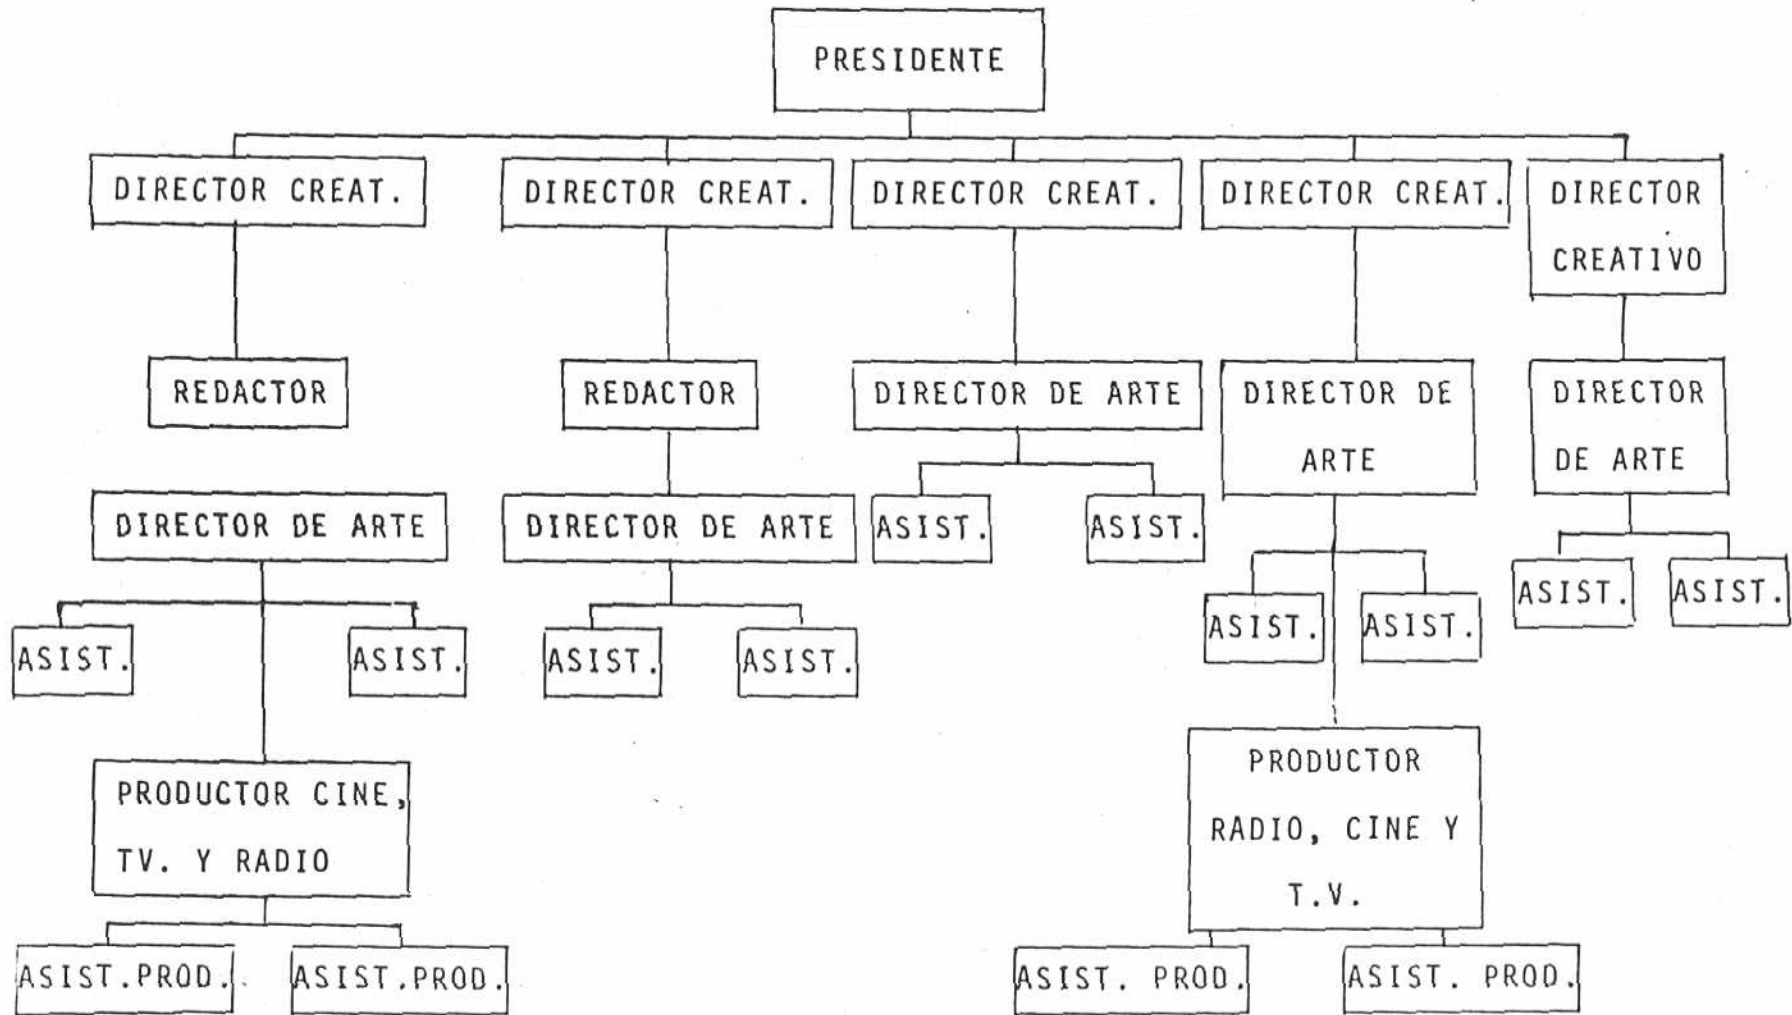 PRESIDENTE
DIRECTOR CREAT.
DIRECTOR CREAT.
DIRECTOR CREAT.
DIRECTOR CREAT.
DIRECTOR
CREATIVO
REDACTOR
REDACTOR
DIRECTOR DE ARTE
DIRECTOR DE
ARTE
DIRECTOR
DE ARTE
DIRECTOR DE ARTE
DIRECTOR DE ARTE
ASIST.
ASIST.
ASIST.
ASIST.
ASIST.
ASIST.
ASIST.
ASIST.
ASIST.
ASIST.
PRODUCTOR CINE,
TV. Y RADIO
PRODUCTOR
RADIO, CINE Y
T.V.
ASIST.PROD.
ASIST.PROD.
ASIST. PROD.
ASIST. PROD.